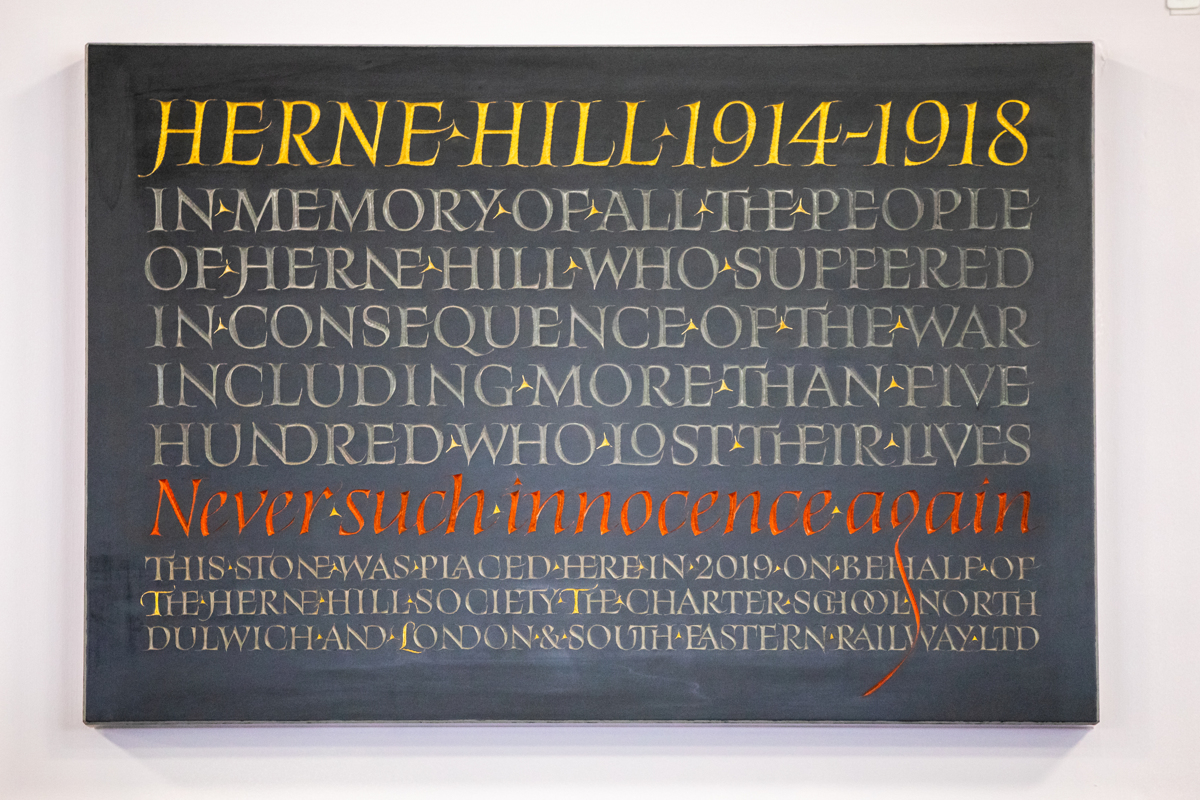 HERNE HILL 1914-1918
IN MEMORY OF ALL THE PEOPLE
OF HERNE HILL WHO SUFFERED
IN CONSEQUENCE OF THE WAR
INCLUDING MORE THAN FIVE
HUNDRED WHO LOST THEIR LIVES
Never such innocence again
THIS STONE WAS PLACED HERE IN 2019 ON BEHALF OF
THE HERNE HILL SOCIETY THE CHARTER SCHOOL NORTH
DULWICH AND LONDON & SOUTH EASTERN RAILWAY LTD